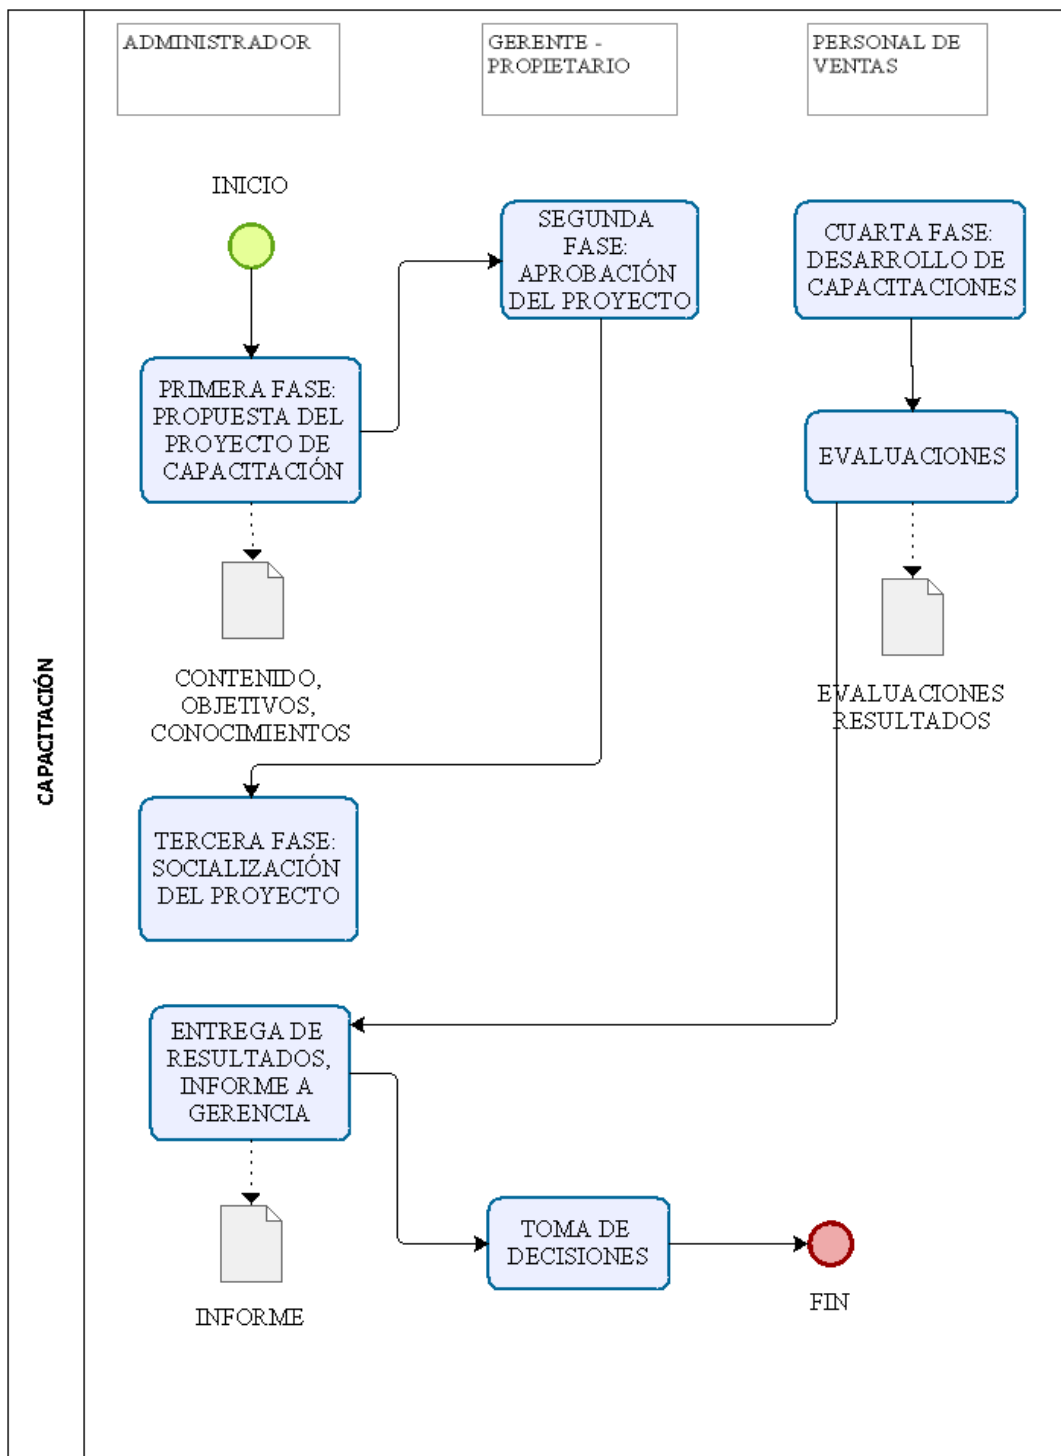 ADMINISTRADOR
GERENTE -
PROPIETARIO
PERSONAL DE
VENTAS
INICIO
SEGUNDA
FASE:
APROBACIÓN
DEL PROYECTO
CUARTA FASE:
DESARROLLO DE
CAPACITACIONES
PRIMERA FASE:
PROPUESTA DEL
PROYECTO DE
CAPACITACIÓN
EVALUACIONES
CONTENIDO,
OBJETIVOS,
CONOCIMIENTOS
EVALUACIONES
RESULTADOS
CAPACITACIÓN
TERCERA FASE:
SOCIALIZACIÓN
DEL PROYECTO
ENTREGA DE
RESULTADOS,
INFORME A
GERENCIA
TOMA DE
DECISIONES
FIN
INFORME